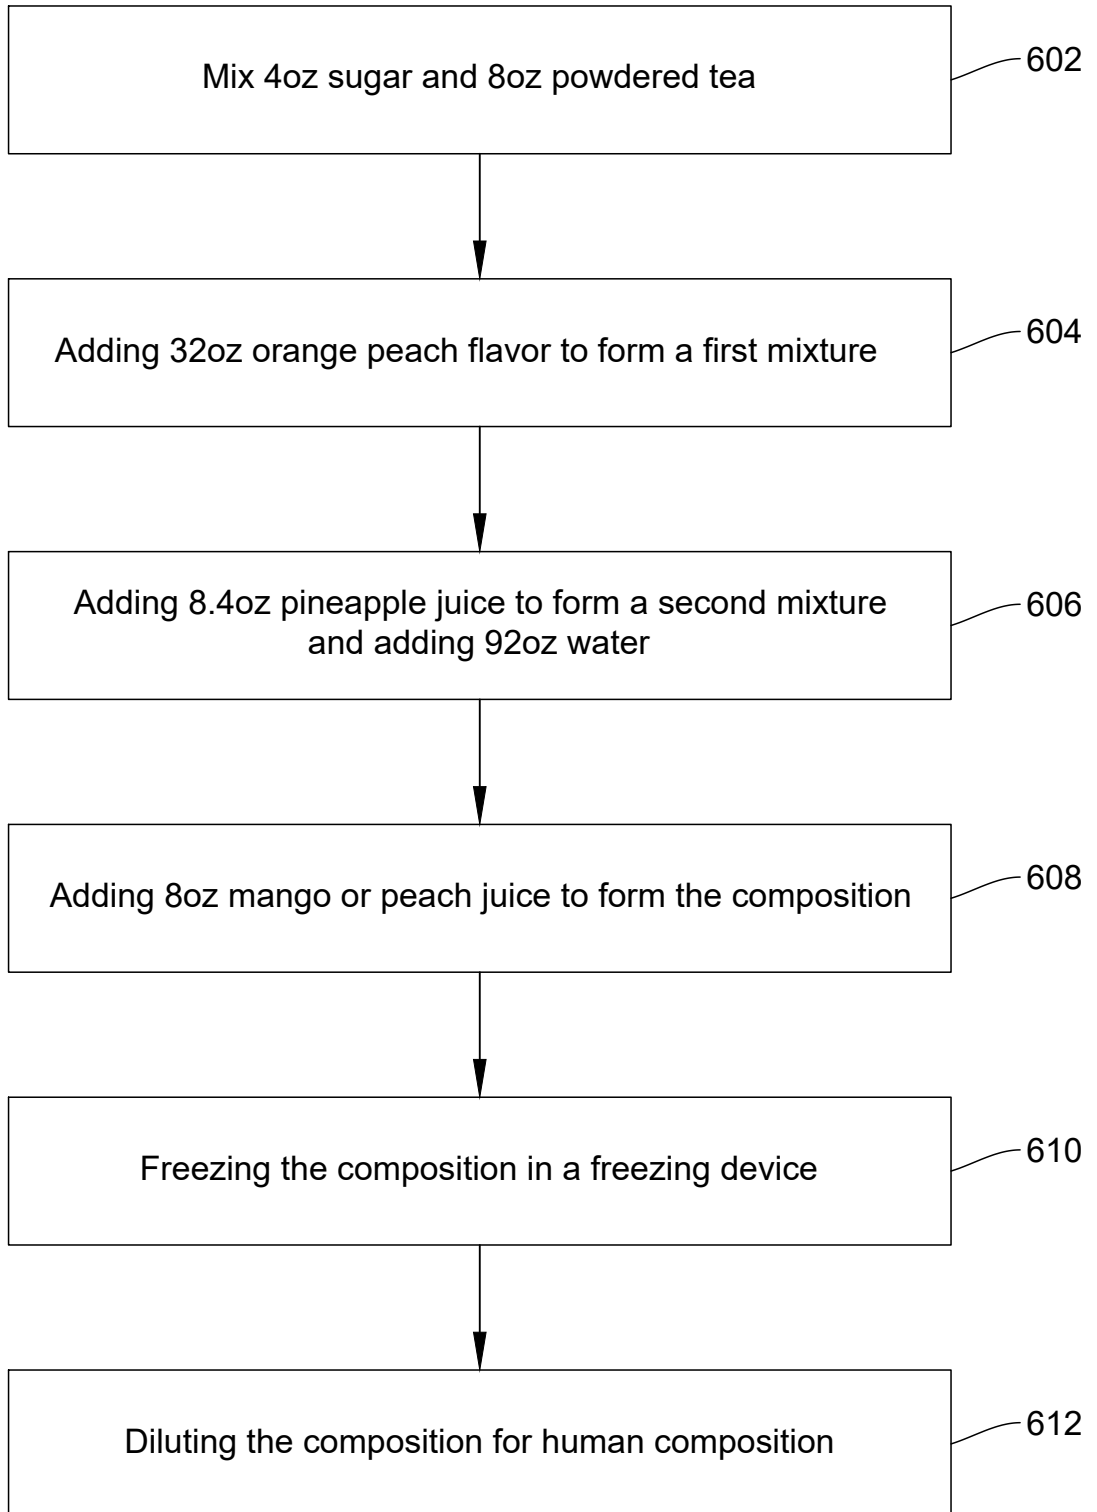 Mix 4oz sugar and 8oz powdered tea
602
Adding 32oz orange peach flavor to form a first mixture
604
Adding 8.4oz pineapple juice to form a second mixture
and adding 92oz water
606
Adding 8oz mango or peach juice to form the composition
608
Freezing the composition in a freezing device
610
Diluting the composition for human composition
612